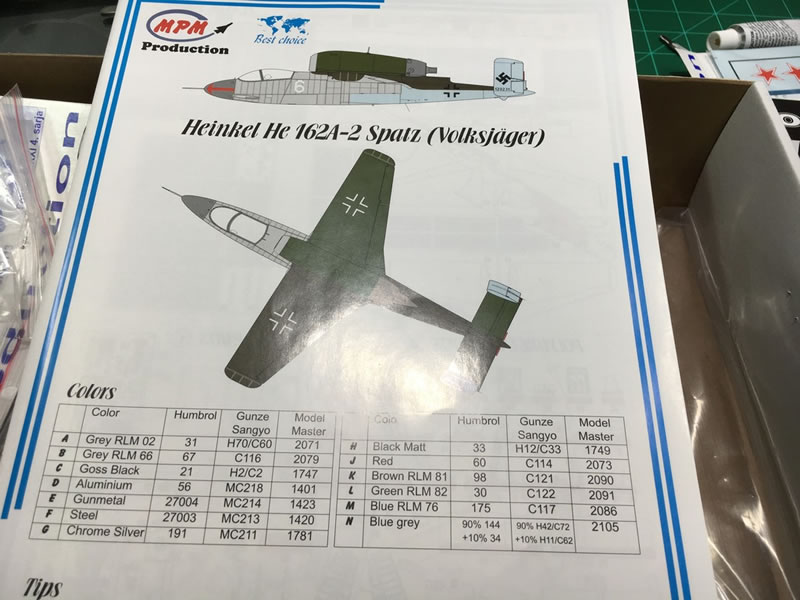 MPM
Production
Best choice
6
Heinkel He 162A-2 Spatz (Volksjäger)
Colors
Color Humbrol Gunze Sangyo Model Master
A Grey RLM 02 31 H70/C60 2071
B Grey RLM 66 67 C116 2079
C Goss Black 21 H2/C2 1747
D Aluminium 56 MC218 1401
E Gunmetal 27004 MC214 1423
F Steel 27003 MC213 1420
G Chrome Silver 191 MC211 1781
Humbrol Gunze Sangyo Model Master
H Black Matt 33 H12/C33 1749
J Red 60 C114 2073
K Brown RLM 81 98 C121 2090
L Green RLM 82 30 C122 2091
M Blue RLM 76 175 C117 2086
N Blue grey 90% 144 +10% 34 90% H42/C72 +10% H11/C62 2105
Tips
4. sarja